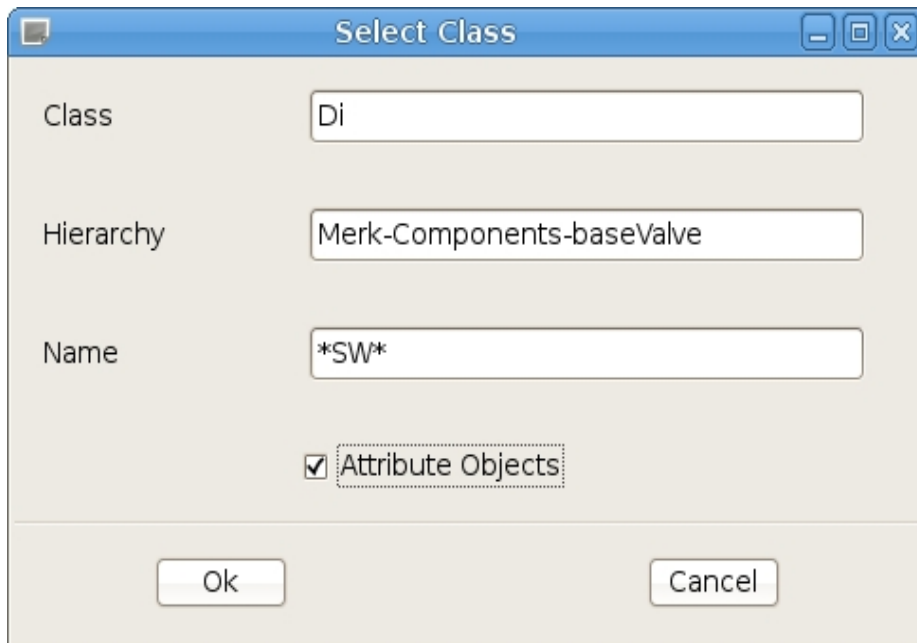 Select Class
Class Di
Hierarchy Merk-Components-baseValve
Name *SW*
Attribute Objects
Ok Cancel